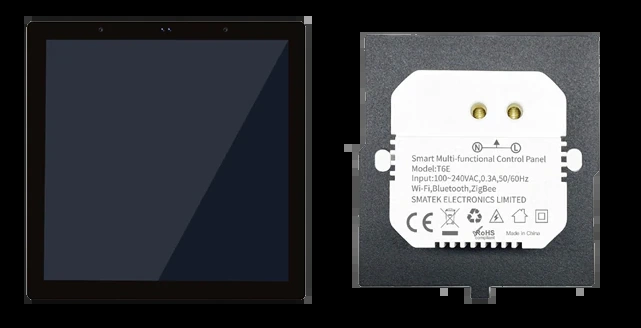 N L
Smart Multi-functional Control Panel
Model:T6E
Input:100~240VAC,0.3A,50/60Hz
Wi-Fi,Bluetooth,ZigBee
SMATEK ELECTRONICS LIMITED
CE
RoHS
compliant
Made in China